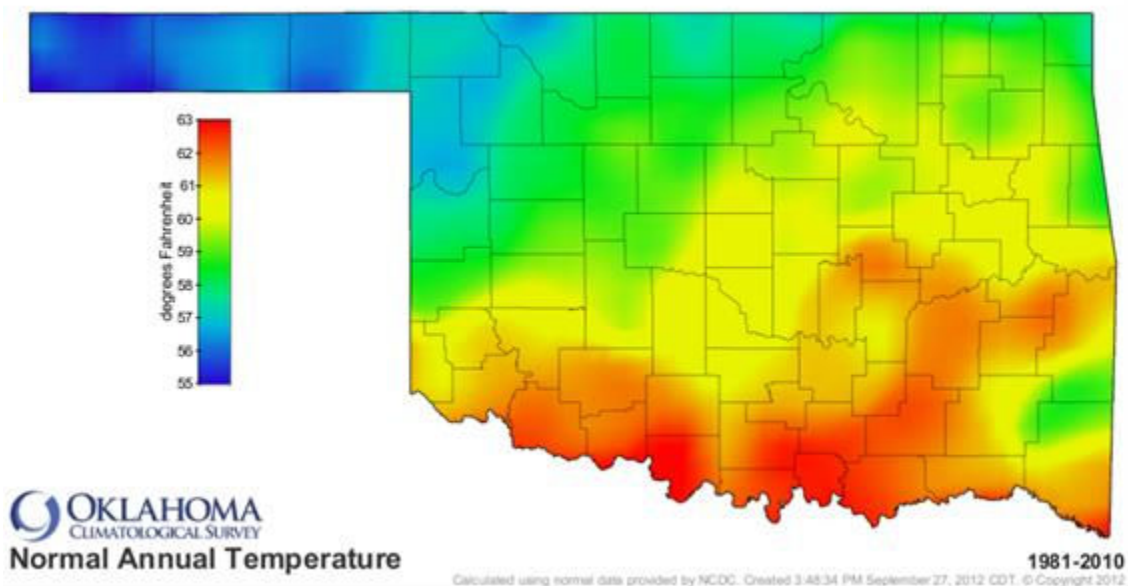 63
62
61
60
59
58
57
56
55
degrees Fahrenheit
OKLAHOMA
CLIMATOLOGICAL SURVEY
Normal Annual Temperature
1981-2010
Calculated using normal data provided by NCDC. Created 3:48:34 PM September 27, 2012 CDT. © Copyright 2012